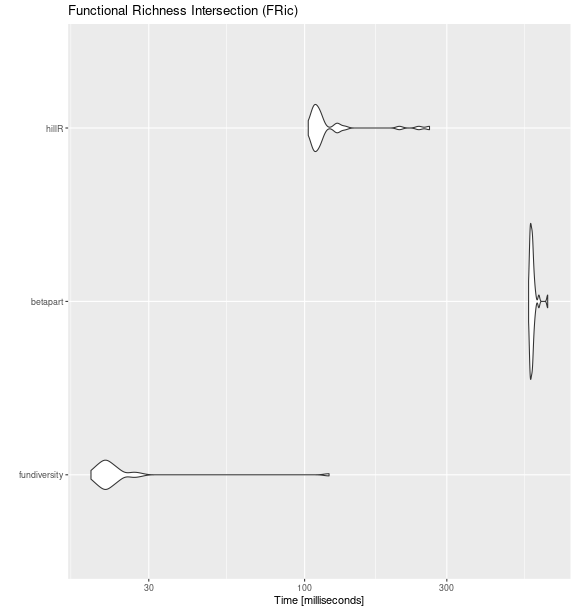 Functional Richness Intersection (FRic)
hillR
betapart
fundiversity
30
100
300
Time [milliseconds]